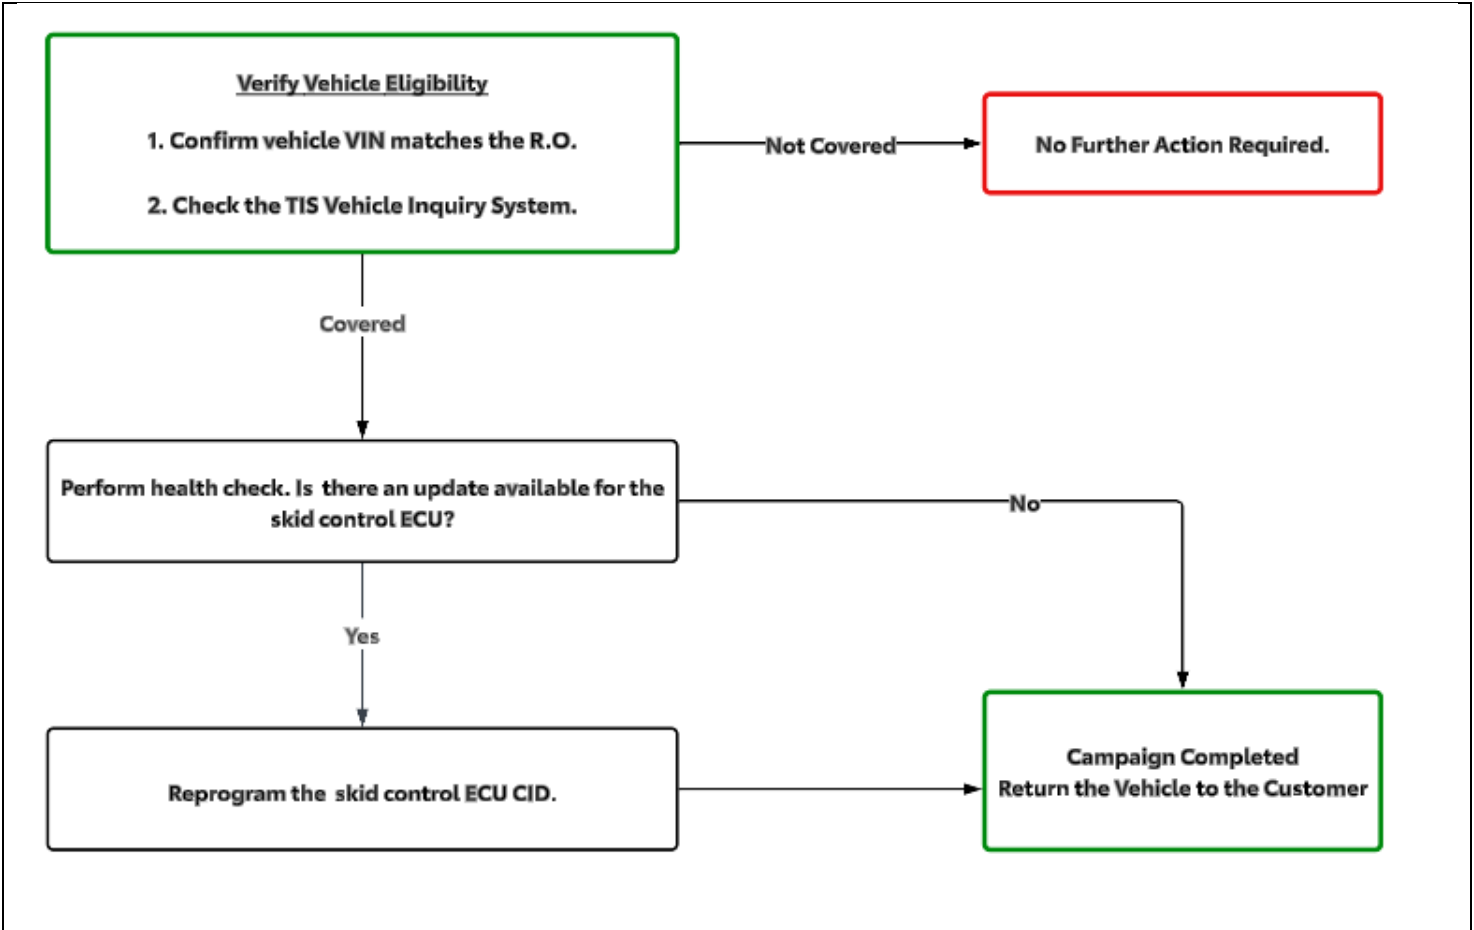 Verify Vehicle Eligibility
1. Confirm vehicle VIN matches the R.O.
2. Check the TIS Vehicle Inquiry System.
Not Covered
No Further Action Required.
Covered
Perform health check. Is there an update available for the
skid control ECU?
No
Yes
Reprogram the skid control ECU CID.
Campaign Completed
Return the Vehicle to the Customer